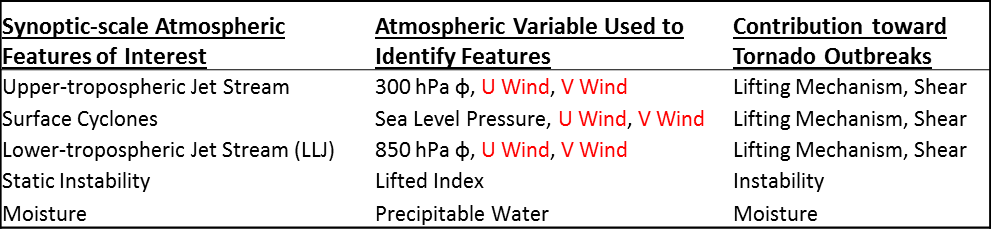 Synoptic-scale Atmospheric Features of Interest Atmospheric Variable Used to Identify Features Contribution toward Tornado Outbreaks
Upper-tropospheric Jet Stream 300 hPa ϕ, U Wind, V Wind Lifting Mechanism, Shear
Surface Cyclones Sea Level Pressure, U Wind, V Wind Lifting Mechanism, Shear
Lower-tropospheric Jet Stream (LLJ) 850 hPa ϕ, U Wind, V Wind Lifting Mechanism, Shear
Static Instability Lifted Index Instability
Moisture Precipitable Water Moisture